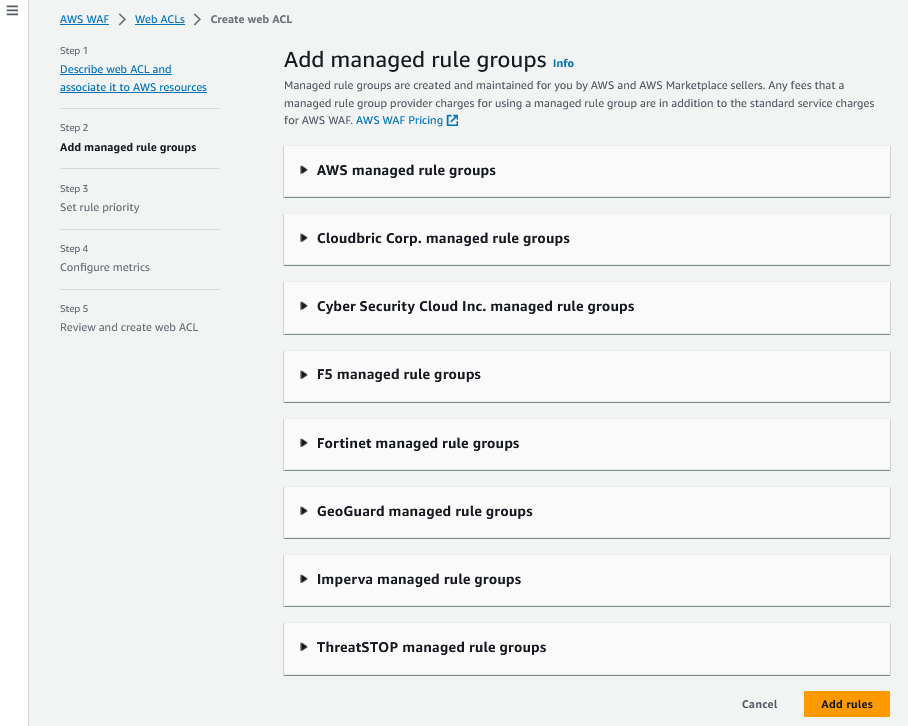 AWS WAF > Web ACLs > Create web ACL
Step 1
Describe web ACL and
associate it to AWS resources
Step 2
Add managed rule groups
Step 3
Set rule priority
Step 4
Configure metrics
Step 5
Review and create web ACL
Add managed rule groups Info
Managed rule groups are created and maintained for you by AWS and AWS Marketplace sellers. Any fees that a
managed rule group provider charges for using a managed rule group are in addition to the standard service charges
for AWS WAF. AWS WAF Pricing
AWS managed rule groups
Cloudbric Corp. managed rule groups
Cyber Security Cloud Inc. managed rule groups
F5 managed rule groups
Fortinet managed rule groups
GeoGuard managed rule groups
Imperva managed rule groups
ThreatSTOP managed rule groups
Cancel Add rules